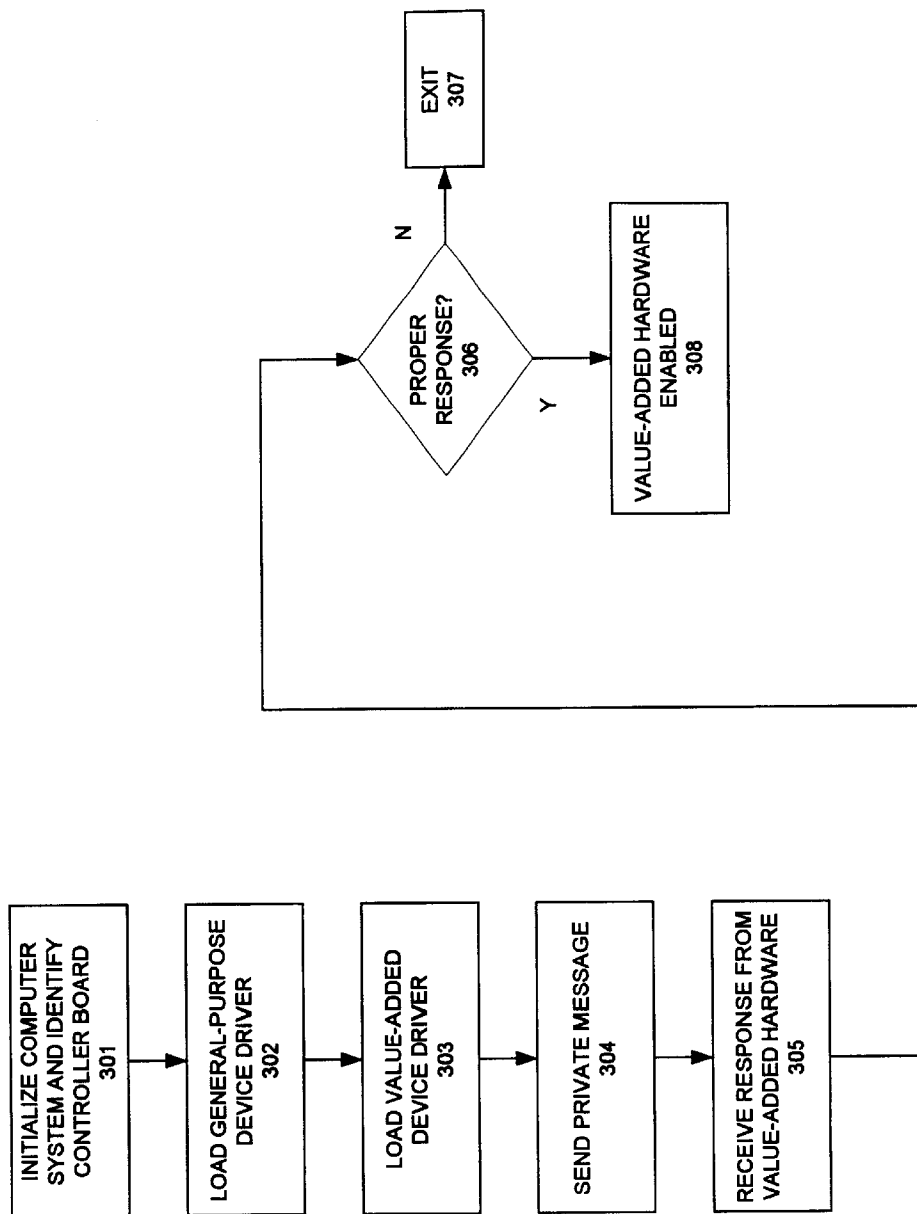 INITIALIZE COMPUTER
SYSTEM AND IDENTIFY
CONTROLLER BOARD
301
LOAD GENERAL-PURPOSE
DEVICE DRIVER
302
LOAD VALUE-ADDED
DEVICE DRIVER
303
SEND PRIVATE MESSAGE
304
RECEIVE RESPONSE FROM
VALUE-ADDED HARDWARE
305
PROPER
RESPONSE?
306
N
EXIT
307
Y
VALUE-ADDED HARDWARE
ENABLED
308